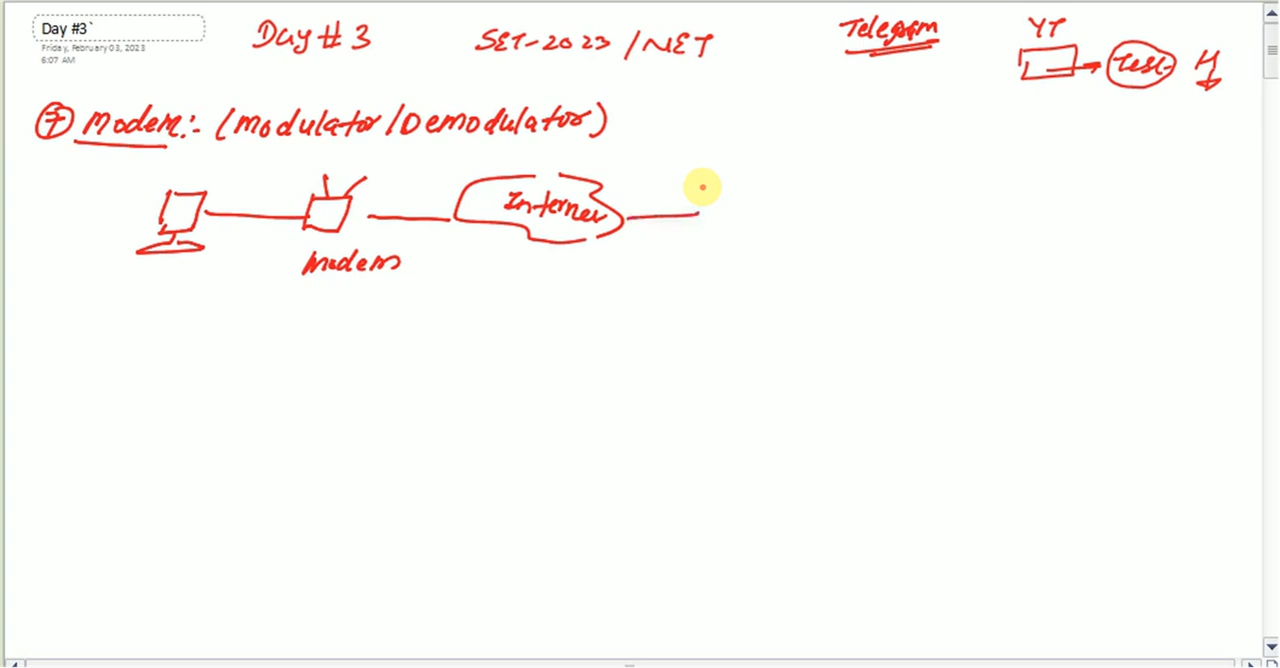 Day #3`
Friday, February 03, 2023
6:07 AM
Day # 3
SET-2023 / NET
Telegram
YT
Test
⑦ Modem:- (Modulator/Demodulator)
Internet
Modem